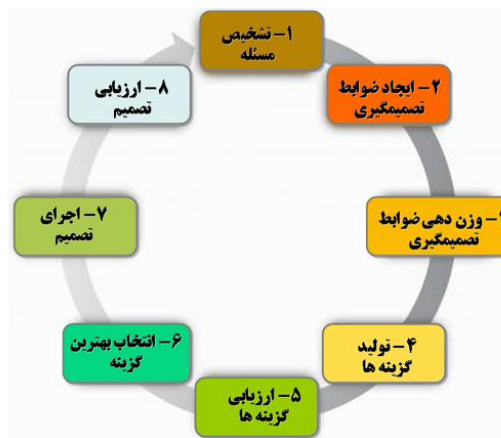 ۱- تشخیص
مسئله
۲- ایجاد ضوابط
تصمیمگیری
- وزن دهی ضوابط
تصمیمگیری
۴- تولید
گزینه ها
۵- ارزیابی
گزینه ها
۶- انتخاب بهترین
گزینه
۷- اجرای
تصمیم
۸- ارزیابی
تصمیم